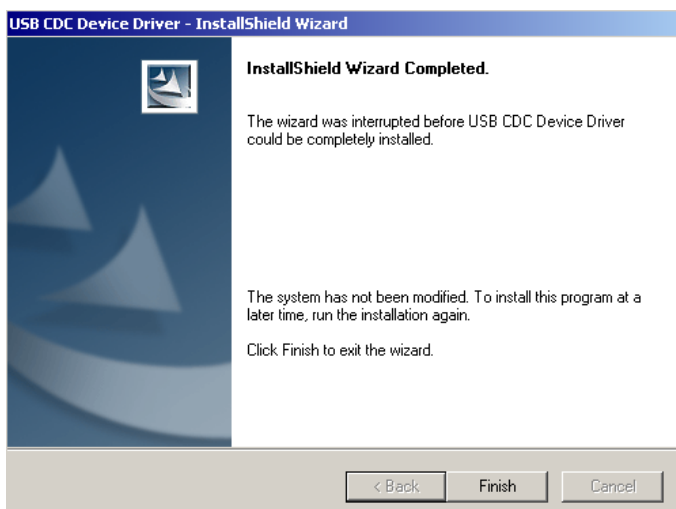 USB CDC Device Driver - InstallShield Wizard
InstallShield Wizard Completed.
The wizard was interrupted before USB CDC Device Driver
could be completely installed.
The system has not been modified. To install this program at a
later time, run the installation again.
Click Finish to exit the wizard.
< Back
Finish
Cancel